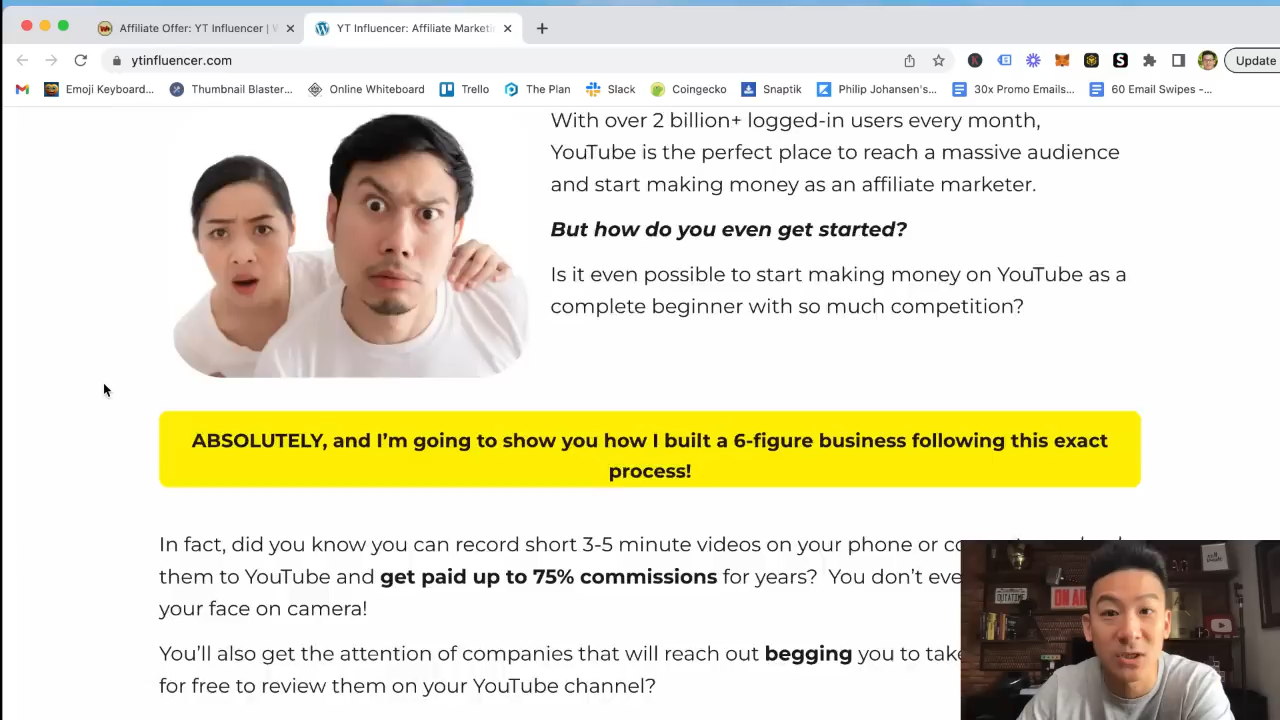 Affiliate Offer: YT Influencer | W
YT Influencer: Affiliate Marketi
ytinfluencer.com
Update
Emoji Keyboard...
Thumbnail Blaster...
Online Whiteboard
Trello
The Plan
Slack
Coingecko
Snaptik
Philip Johansen's...
30x Promo Emails...
60 Email Swipes -...
With over 2 billion+ logged-in users every month,
YouTube is the perfect place to reach a massive audience
and start making money as an affiliate marketer.
But how do you even get started?
Is it even possible to start making money on YouTube as a
complete beginner with so much competition?
ABSOLUTELY, and I'm going to show you how I built a 6-figure business following this exact
process!
In fact, did you know you can record short 3-5 minute videos on your phone or
them to YouTube and get paid up to 75% commissions for years? You don't eve
your face on camera!
You'll also get the attention of companies that will reach out begging you to take
for free to review them on your YouTube channel?
ON A